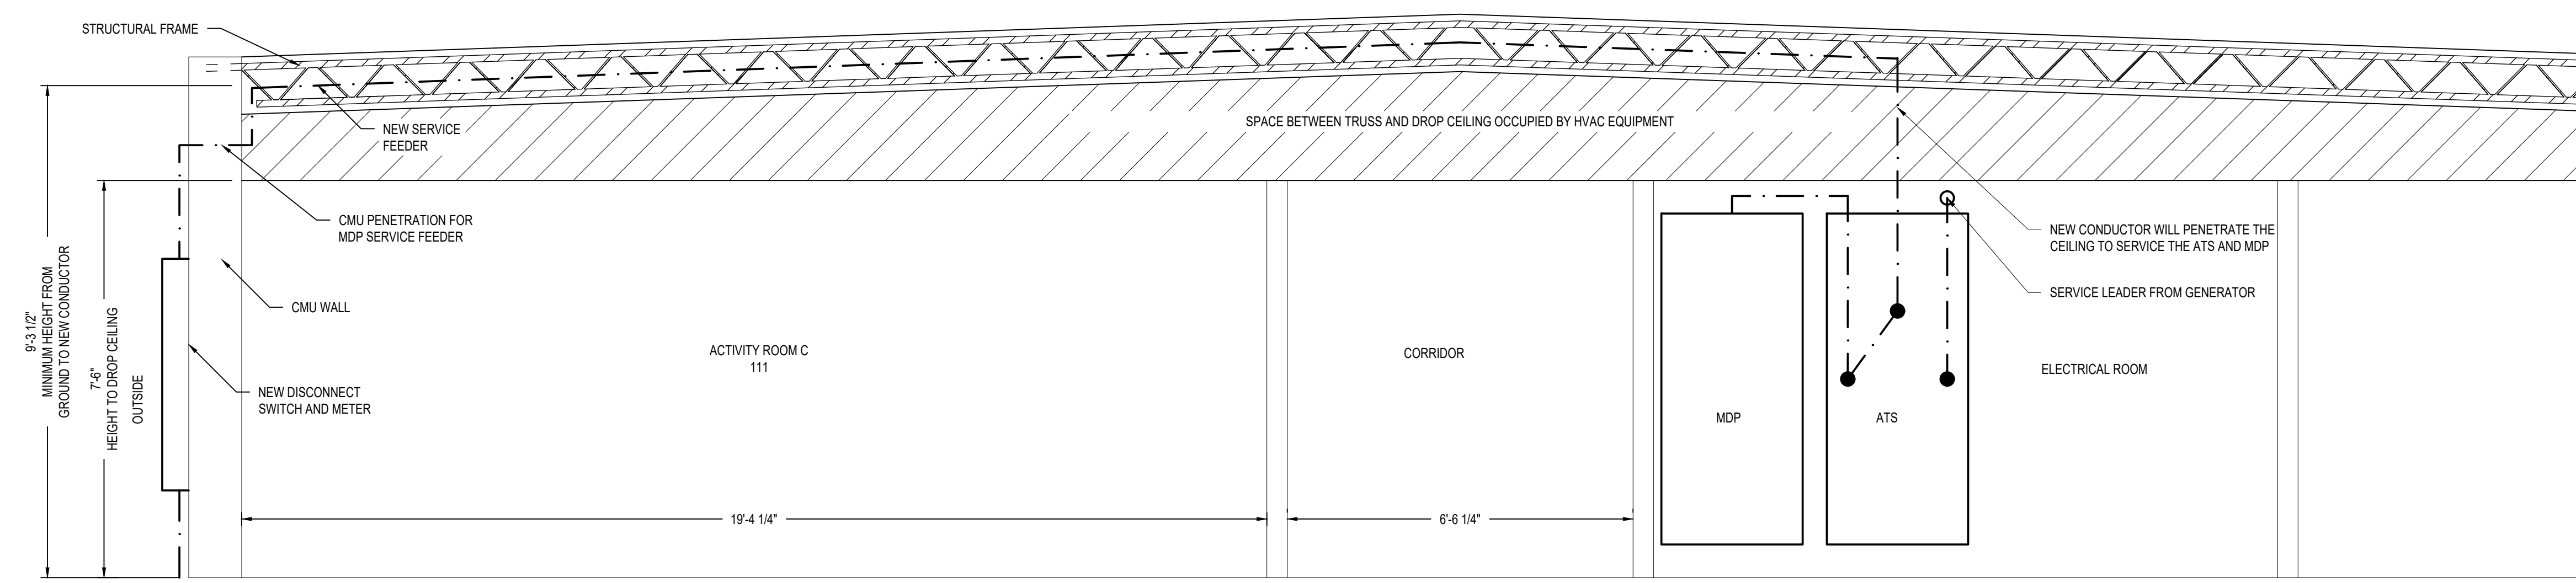 STRUCTURAL FRAME
NEW SERVICE
FEEDER
SPACE BETWEEN TRUSS AND DROP CEILING OCCUPIED BY HVAC EQUIPMENT
CMU PENETRATION FOR
MDP SERVICE FEEDER
NEW CONDUCTOR WILL PENETRATE THE
CEILING TO SERVICE THE ATS AND MDP
SERVICE LEADER FROM GENERATOR
CMU WALL
9'-3 1/2"
MINIMUM HEIGHT FROM
GROUND TO NEW CONDUCTOR
7'-6"
HEIGHT TO DROP CEILING
OUTSIDE
NEW DISCONNECT
SWITCH AND METER
ACTIVITY ROOM C
111
CORRIDOR
ELECTRICAL ROOM
MDP
ATS
19'-4 1/4"
6'-6 1/4"